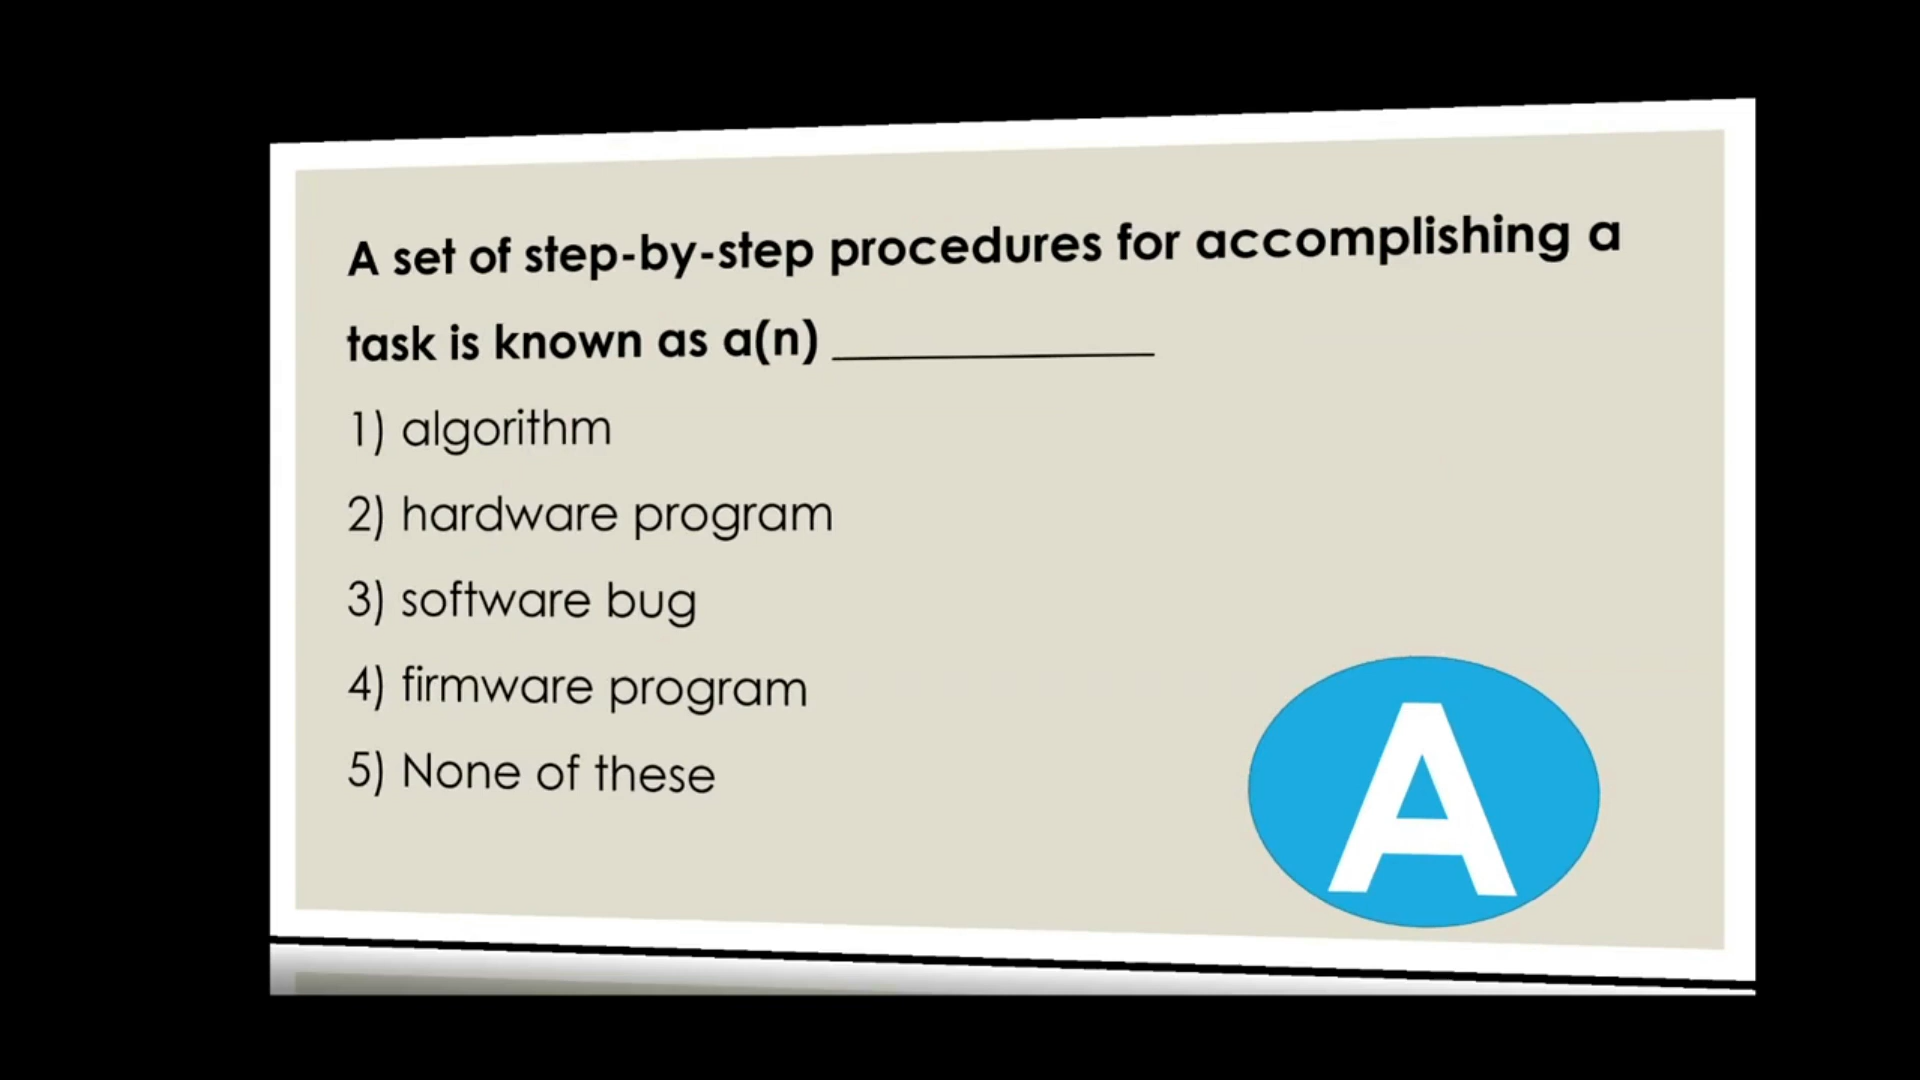 A set of step-by-step procedures for accomplishing a
task is known as a(n) ____________
1) algorithm
2) hardware program
3) software bug
4) firmware program
5) None of these
A